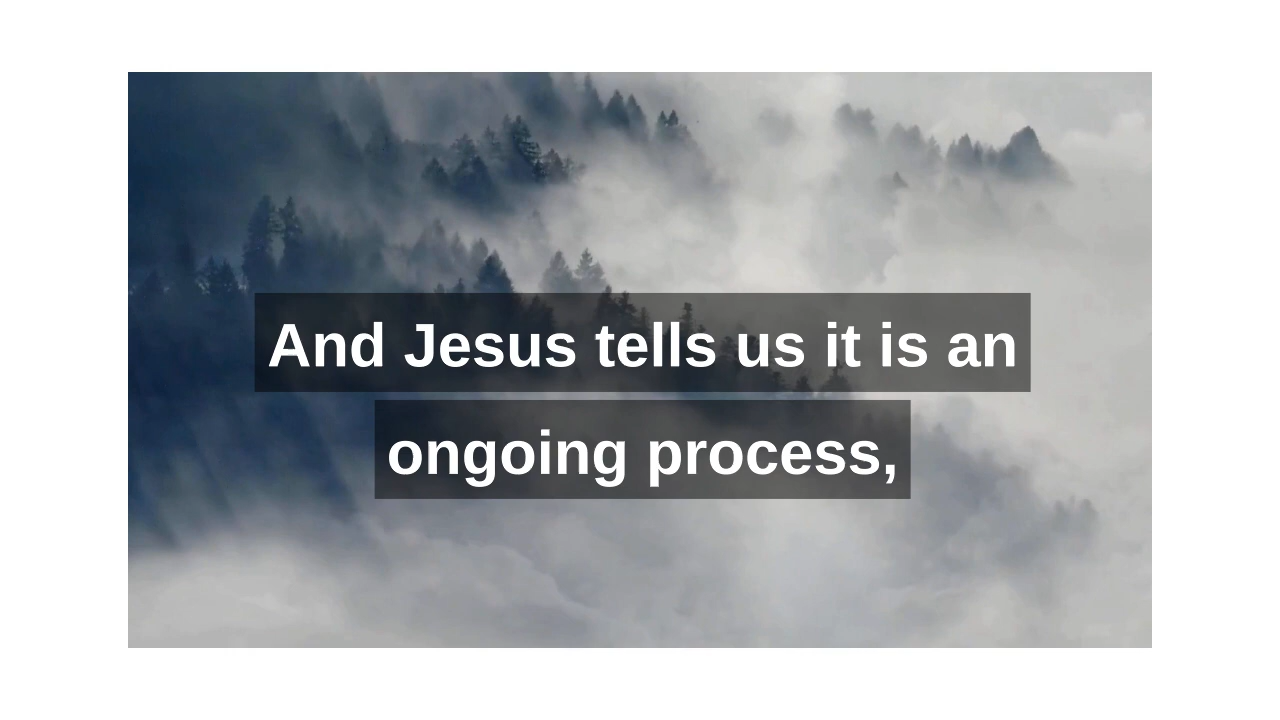 And Jesus tells us it is an
ongoing process,